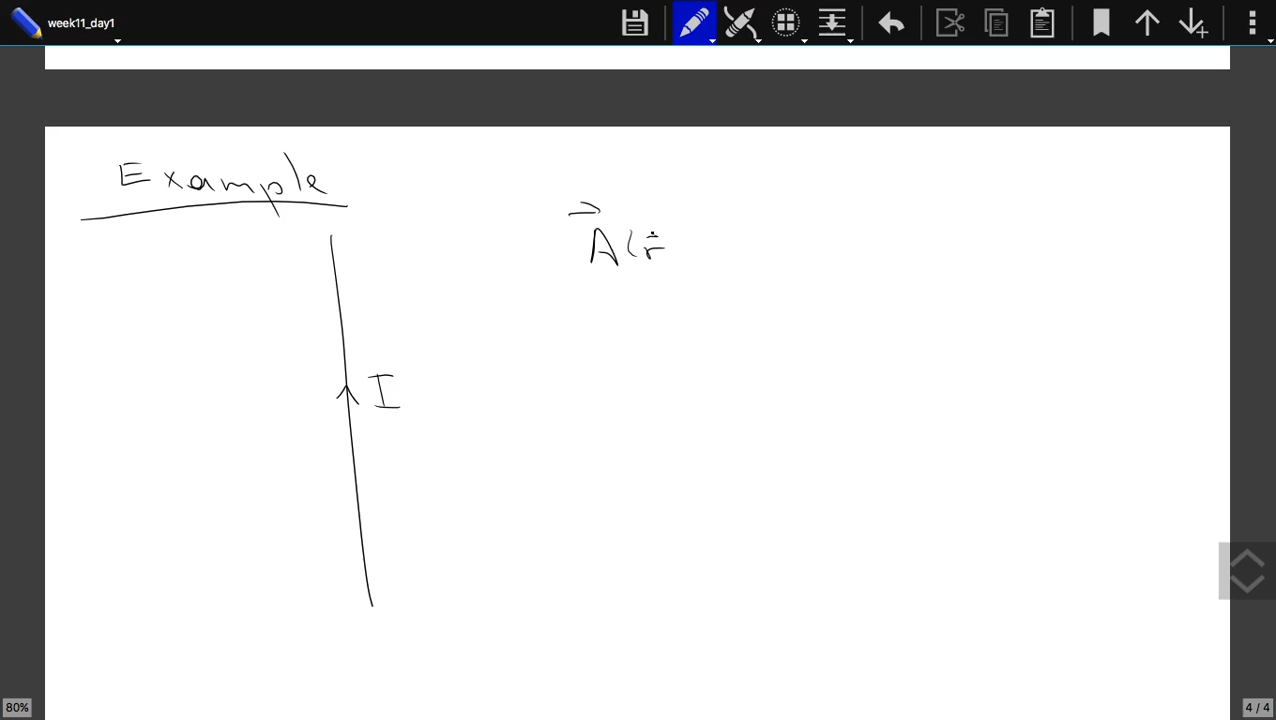 week11_day1
Example
→
A(r̄
I
80%
4 / 4